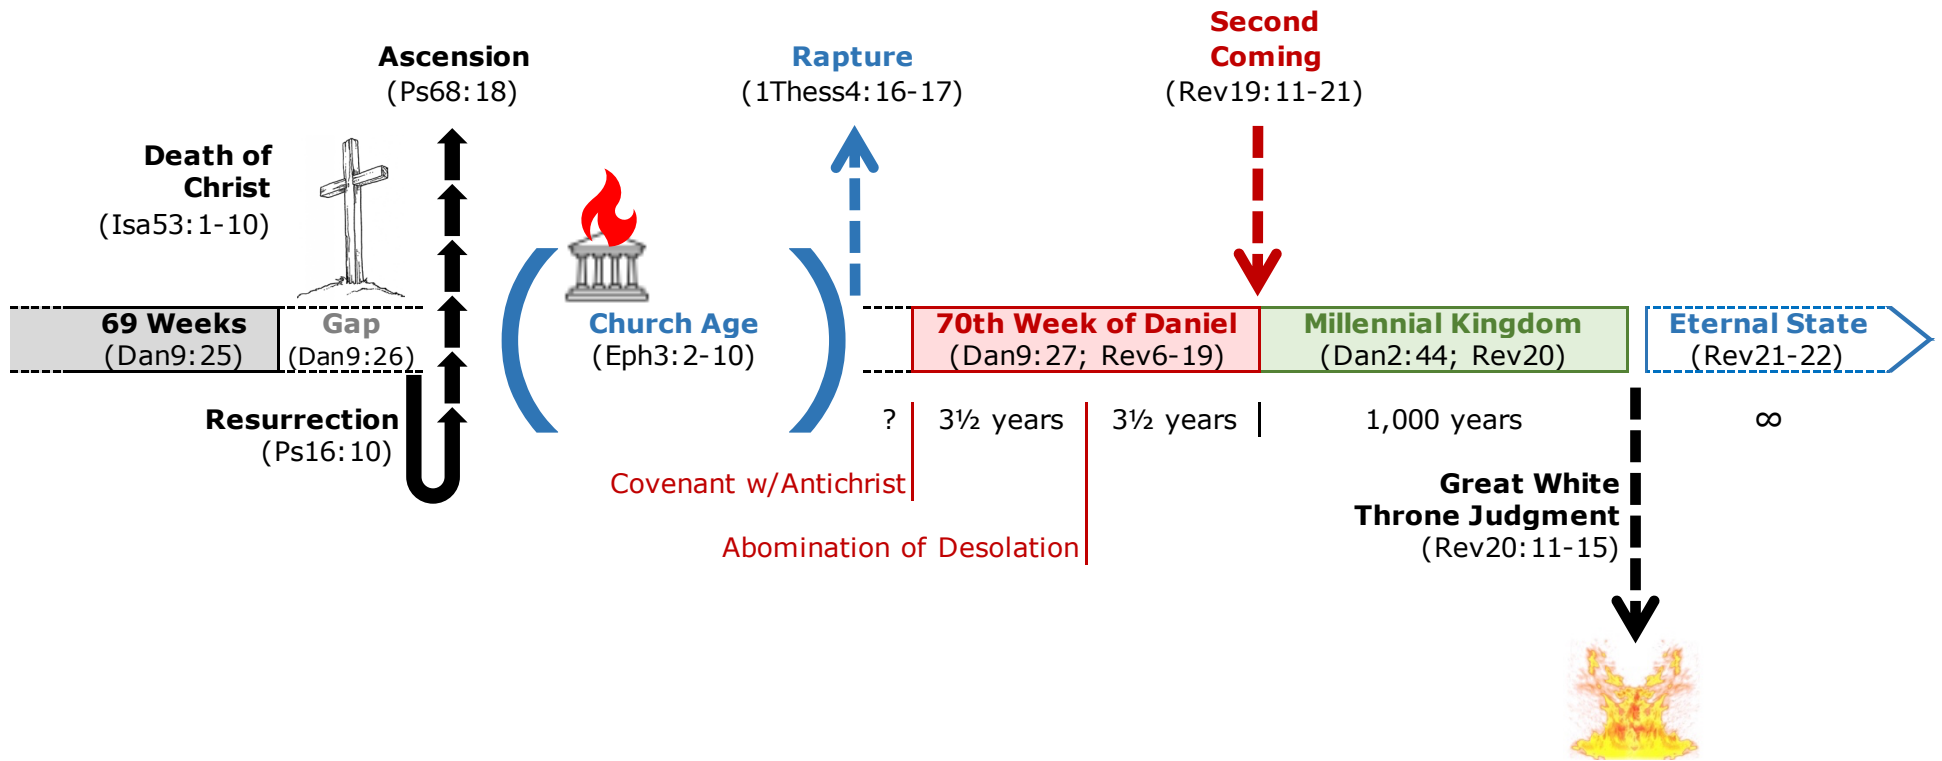 Second
Coming
(Rev19:11-21)
Ascension
(Ps68:18)
Rapture
(1Thess4:16-17)
Death of
Christ
(Isa53:1-10)
69 Weeks
(Dan9:25)
Gap
(Dan9:26)
Church Age
(Eph3:2-10)
70th Week of Daniel
(Dan9:27; Rev6-19)
Millennial Kingdom
(Dan2:44; Rev20)
Eternal State
(Rev21-22)
Resurrection
(Ps16:10)
?
3½ years
3½ years
1,000 years
∞
Covenant w/Antichrist
Abomination of Desolation
Great White
Throne Judgment
(Rev20:11-15)